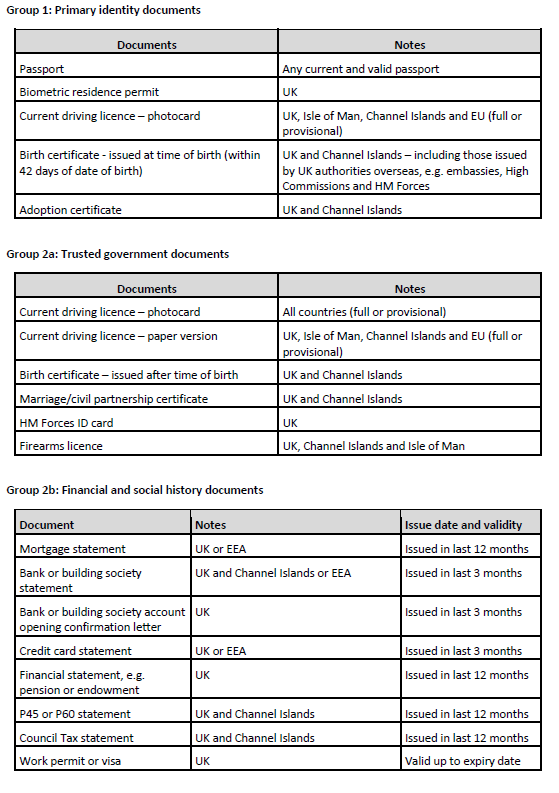 Group 1: Primary identity documents
Documents Notes
Passport Any current and valid passport
Biometric residence permit UK
Current driving licence – photocard UK, Isle of Man, Channel Islands and EU (full or
provisional)
Birth certificate - issued at time of birth (within UK and Channel Islands – including those issued
42 days of date of birth) by UK authorities overseas, e.g. embassies, High
Commissions and HM Forces
Adoption certificate UK and Channel Islands
Group 2a: Trusted government documents
Documents Notes
Current driving licence – photocard All countries (full or provisional)
Current driving licence – paper version UK, Isle of Man, Channel Islands and EU (full or
provisional)
Birth certificate – issued after time of birth UK and Channel Islands
Marriage/civil partnership certificate UK and Channel Islands
HM Forces ID card UK
Firearms licence UK, Channel Islands and Isle of Man
Group 2b: Financial and social history documents
Document Notes Issue date and validity
Mortgage statement UK or EEA Issued in last 12 months
Bank or building society UK and Channel Islands or EEA Issued in last 3 months
statement
Bank or building society account UK Issued in last 3 months
opening confirmation letter
Credit card statement UK or EEA Issued in last 3 months
Financial statement, e.g. UK Issued in last 12 months
pension or endowment
P45 or P60 statement UK and Channel Islands Issued in last 12 months
Council Tax statement UK and Channel Islands Issued in last 12 months
Work permit or visa UK Valid up to expiry date